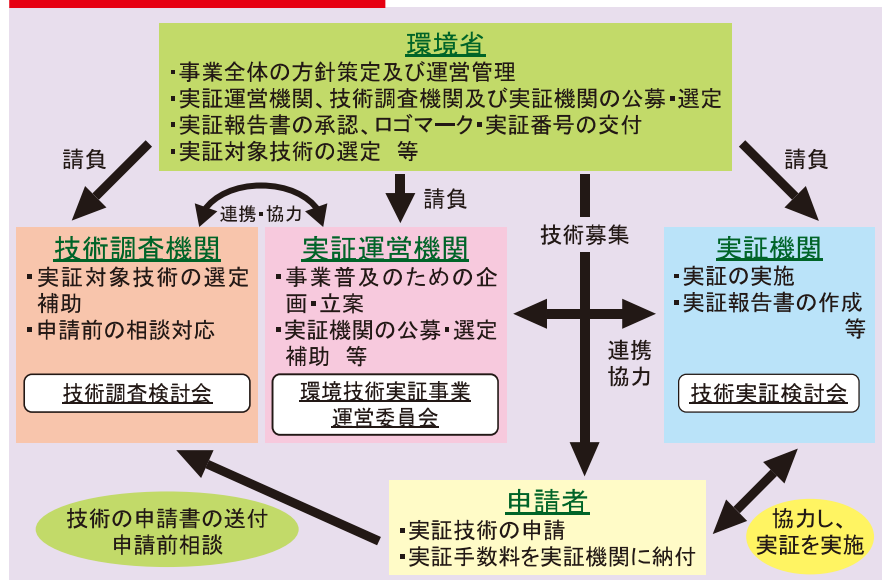 環境省
・事業全体の方針策定及び運営管理
・実証運営機関、技術調査機関及び実証機関の公募・選定
・実証報告書の承認、ロゴマーク・実証番号の交付
・実証対象技術の選定　等
請負
連携・協力
請負
技術募集
請負
技術調査機関
・実証対象技術の選定
補助
・申請前の相談対応
技術調査検討会
実証運営機関
・事業普及のための企
画・立案
・実証機関の公募・選定
補助　等
環境技術実証事業
運営委員会
連携
協力
実証機関
・実証の実施
・実証報告書の作成
等
技術実証検討会
技術の申請書の送付
申請前相談
申請者
・実証技術の申請
・実証手数料を実証機関に納付
協力し、
実証を実施